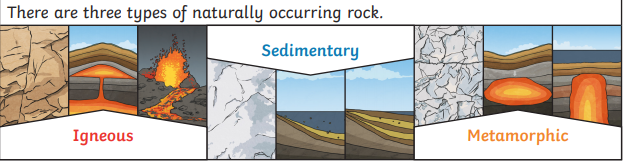 There are three types of naturally occurring rock.
Sedimentary
Igneous
Metamorphic